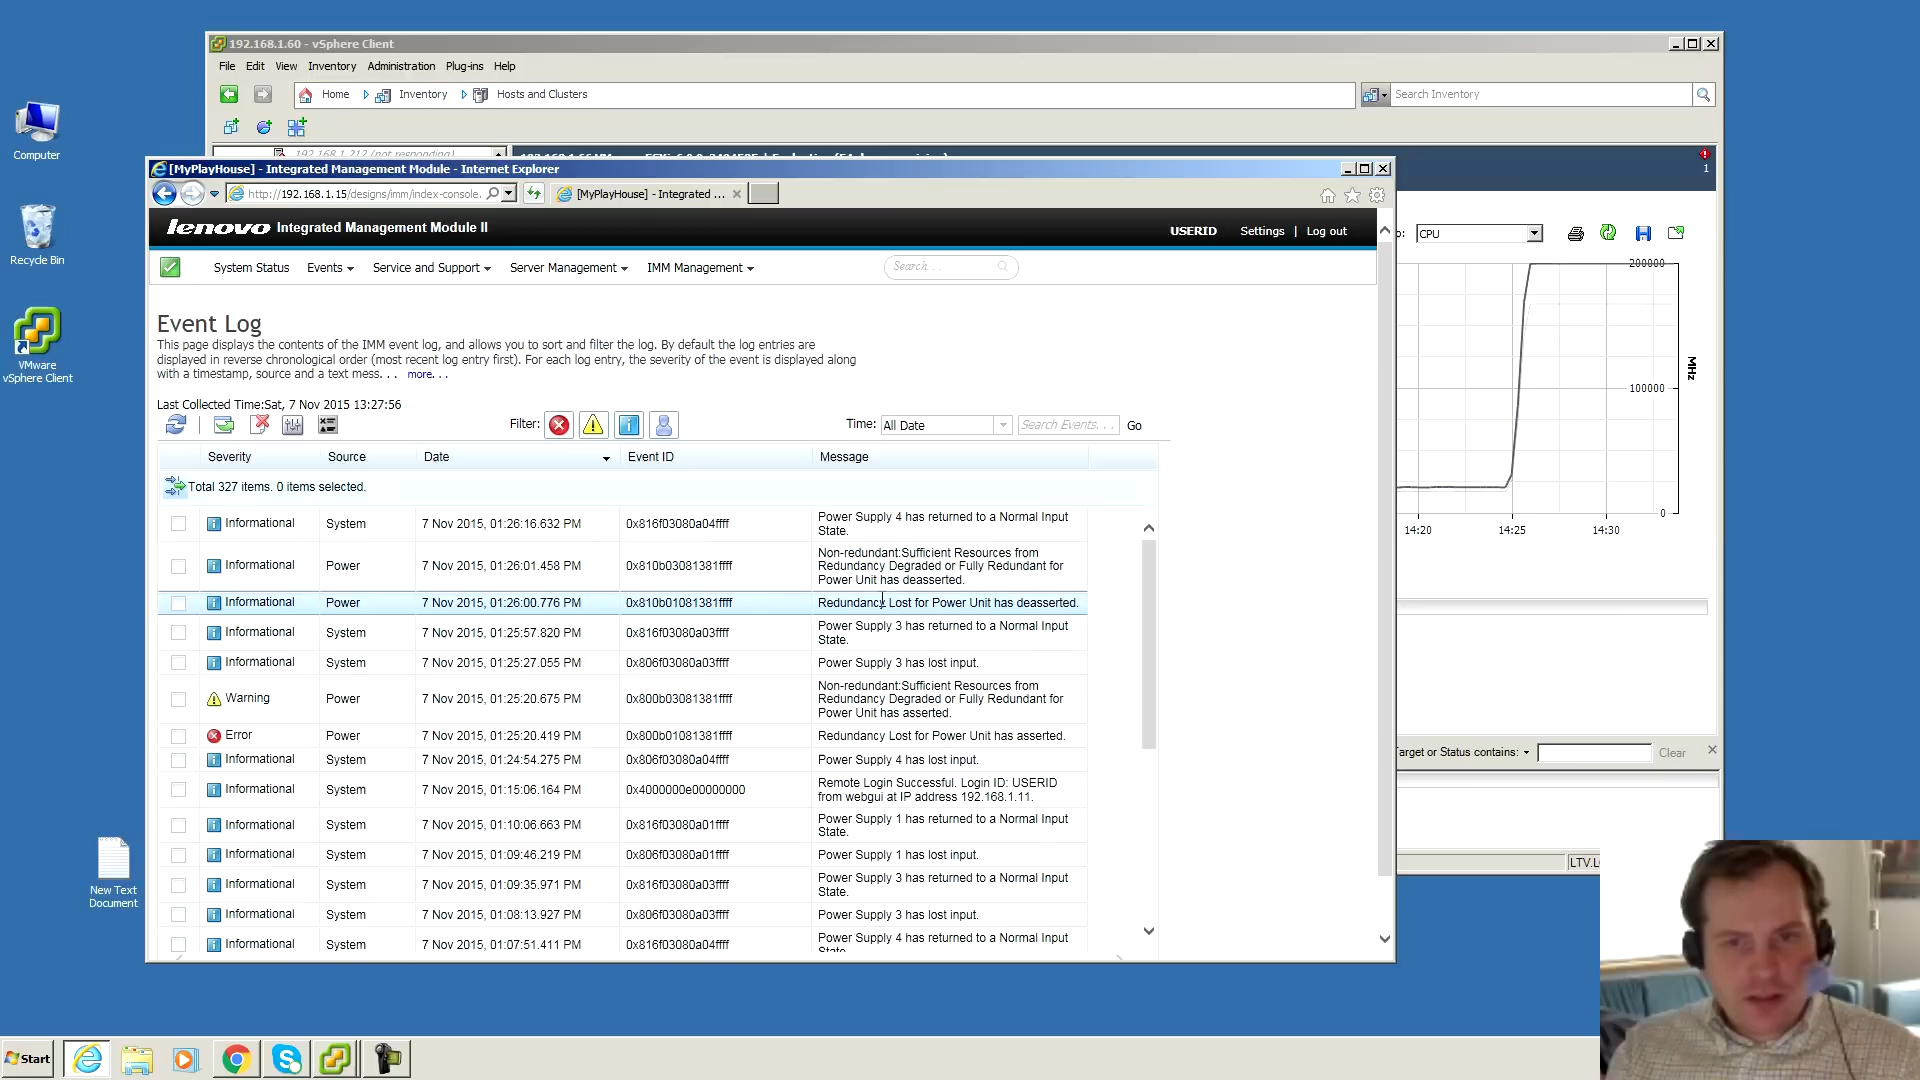 192.168.1.60 - vSphere Client
File Edit View Inventory Administration Plug-ins Help
Home Inventory Hosts and Clusters
Search Inventory
Computer
Recycle Bin
VMware
vSphere Client
New Text
Document
192.168.1.212 (not responding)
1
[MyPlayHouse] - Integrated Management Module - Internet Explorer
http://192.168.1.15/designs/imm/index-console.
[MyPlayHouse] - Integrated ...
lenovo Integrated Management Module II
USERID Settings | Log out
System Status Events Service and Support Server Management IMM Management
Search...
Event Log
This page displays the contents of the IMM event log, and allows you to sort and filter the log. By default the log entries are
displayed in reverse chronological order (most recent log entry first). For each log entry, the severity of the event is displayed along
with a timestamp, source and a text mess. . . more. . .
Last Collected Time:Sat, 7 Nov 2015 13:27:56
Filter:
Time: All Date Search Events. . . Go
Severity Source Date Event ID Message
Total 327 items. 0 items selected.
Informational System 7 Nov 2015, 01:26:16.632 PM 0x816f03080a04ffff Power Supply 4 has returned to a Normal Input
State.
Informational Power 7 Nov 2015, 01:26:01.458 PM 0x810b03081381ffff Non-redundant:Sufficient Resources from
Redundancy Degraded or Fully Redundant for
Power Unit has deasserted.
Informational Power 7 Nov 2015, 01:26:00.776 PM 0x810b01081381ffff Redundancy Lost for Power Unit has deasserted.
Informational System 7 Nov 2015, 01:25:57.820 PM 0x816f03080a03ffff Power Supply 3 has returned to a Normal Input
State.
Informational System 7 Nov 2015, 01:25:27.055 PM 0x806f03080a03ffff Power Supply 3 has lost input.
Warning Power 7 Nov 2015, 01:25:20.675 PM 0x800b03081381ffff Non-redundant:Sufficient Resources from
Redundancy Degraded or Fully Redundant for
Power Unit has asserted.
Error Power 7 Nov 2015, 01:25:20.419 PM 0x800b01081381ffff Redundancy Lost for Power Unit has asserted.
Informational System 7 Nov 2015, 01:24:54.275 PM 0x806f03080a04ffff Power Supply 4 has lost input.
Informational System 7 Nov 2015, 01:15:06.164 PM 0x4000000e00000000 Remote Login Successful. Login ID: USERID
from webgui at IP address 192.168.1.11.
Informational System 7 Nov 2015, 01:10:06.663 PM 0x816f03080a01ffff Power Supply 1 has returned to a Normal Input
State.
Informational System 7 Nov 2015, 01:09:46.219 PM 0x806f03080a01ffff Power Supply 1 has lost input.
Informational System 7 Nov 2015, 01:09:35.971 PM 0x816f03080a03ffff Power Supply 3 has returned to a Normal Input
State.
Informational System 7 Nov 2015, 01:08:13.927 PM 0x806f03080a03ffff Power Supply 3 has lost input.
Informational System 7 Nov 2015, 01:07:51.411 PM 0x816f03080a04ffff Power Supply 4 has returned to a Normal Input
State.
CPU
200000
100000
0
MHz
14:20 14:25 14:30
Target or Status contains: Clear
Start